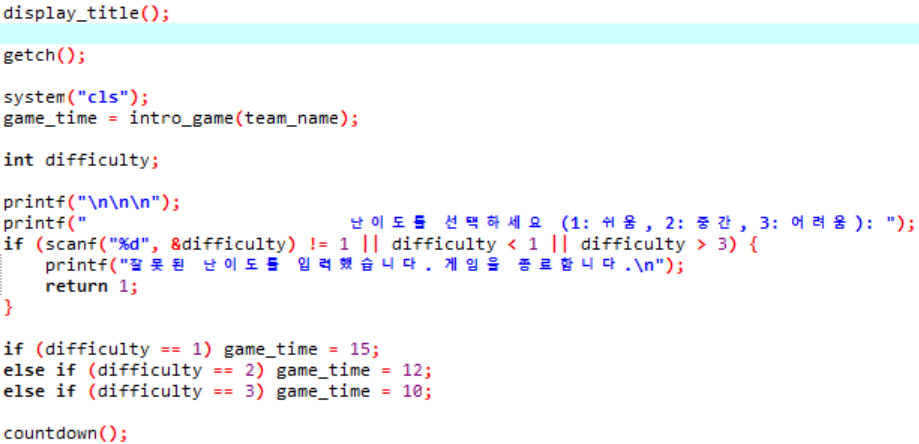 display_title();
getch();
system("cls");
game_time = intro_game(team_name);
int difficulty;
printf("\n\n\n");
printf("                         난이도를 선택하세요 (1: 쉬움, 2: 중간, 3: 어려움): ");
if (scanf("%d", &difficulty) != 1 || difficulty < 1 || difficulty > 3) {
    printf("잘못된 난이도를 입력했습니다. 게임을 종료합니다.\n");
    return 1;
}
if (difficulty == 1) game_time = 15;
else if (difficulty == 2) game_time = 12;
else if (difficulty == 3) game_time = 10;
countdown();